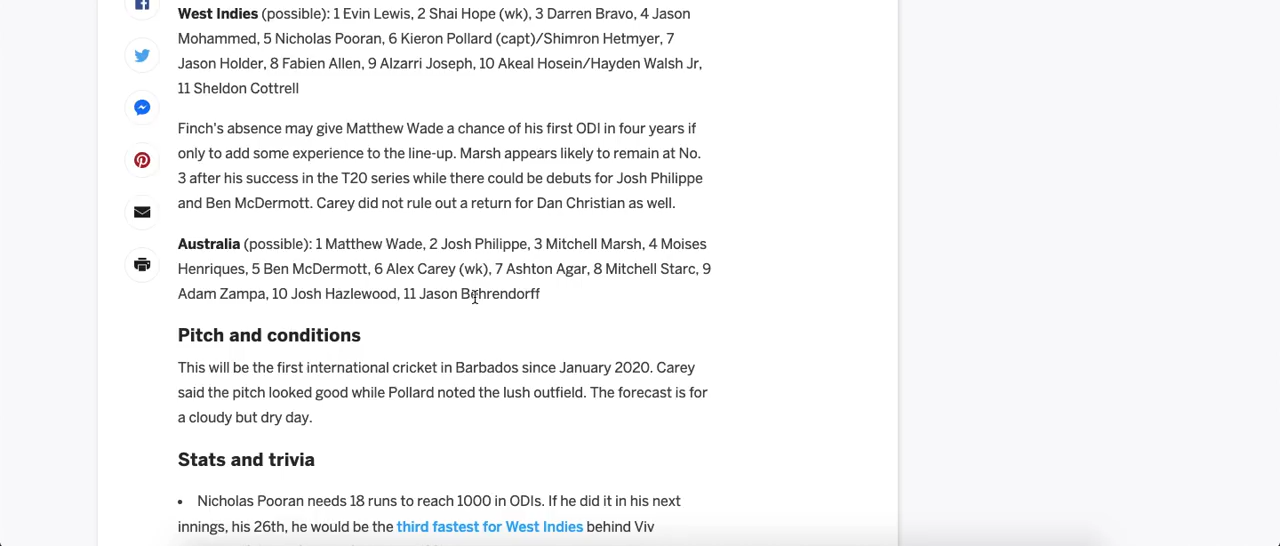 West Indies (possible): 1 Evin Lewis, 2 Shai Hope (wk), 3 Darren Bravo, 4 Jason
Mohammed, 5 Nicholas Pooran, 6 Kieron Pollard (capt)/Shimron Hetmyer, 7
Jason Holder, 8 Fabien Allen, 9 Alzarri Joseph, 10 Akeal Hosein/Hayden Walsh Jr,
11 Sheldon Cottrell
Finch's absence may give Matthew Wade a chance of his first ODI in four years if
only to add some experience to the line-up. Marsh appears likely to remain at No.
3 after his success in the T20 series while there could be debuts for Josh Philippe
and Ben McDermott. Carey did not rule out a return for Dan Christian as well.
Australia (possible): 1 Matthew Wade, 2 Josh Philippe, 3 Mitchell Marsh, 4 Moises
Henriques, 5 Ben McDermott, 6 Alex Carey (wk), 7 Ashton Agar, 8 Mitchell Starc, 9
Adam Zampa, 10 Josh Hazlewood, 11 Jason Behrendorff
Pitch and conditions
This will be the first international cricket in Barbados since January 2020. Carey
said the pitch looked good while Pollard noted the lush outfield. The forecast is for
a cloudy but dry day.
Stats and trivia
• Nicholas Pooran needs 18 runs to reach 1000 in ODIs. If he did it in his next
innings, his 26th, he would be the third fastest for West Indies behind Viv